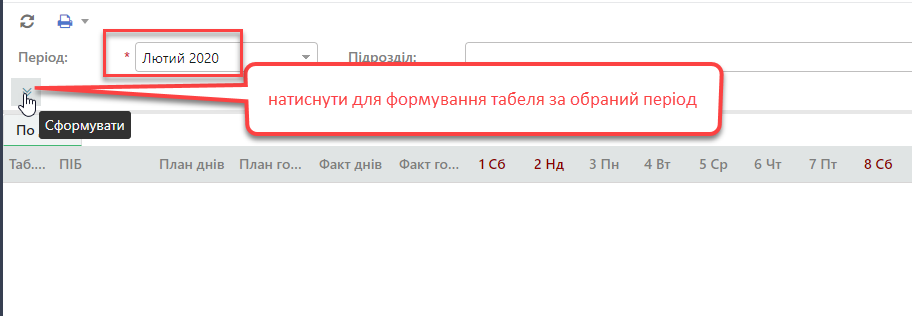 Період: * Лютий 2020 Підрозділ:
натиснути для формування табеля за обраний період
Сформувати
По
Таб.... ПІБ План днів План го... Факт днів Факт го... 1 Сб 2 Нд 3 Пн 4 Вт 5 Ср 6 Чт 7 Пт 8 Сб